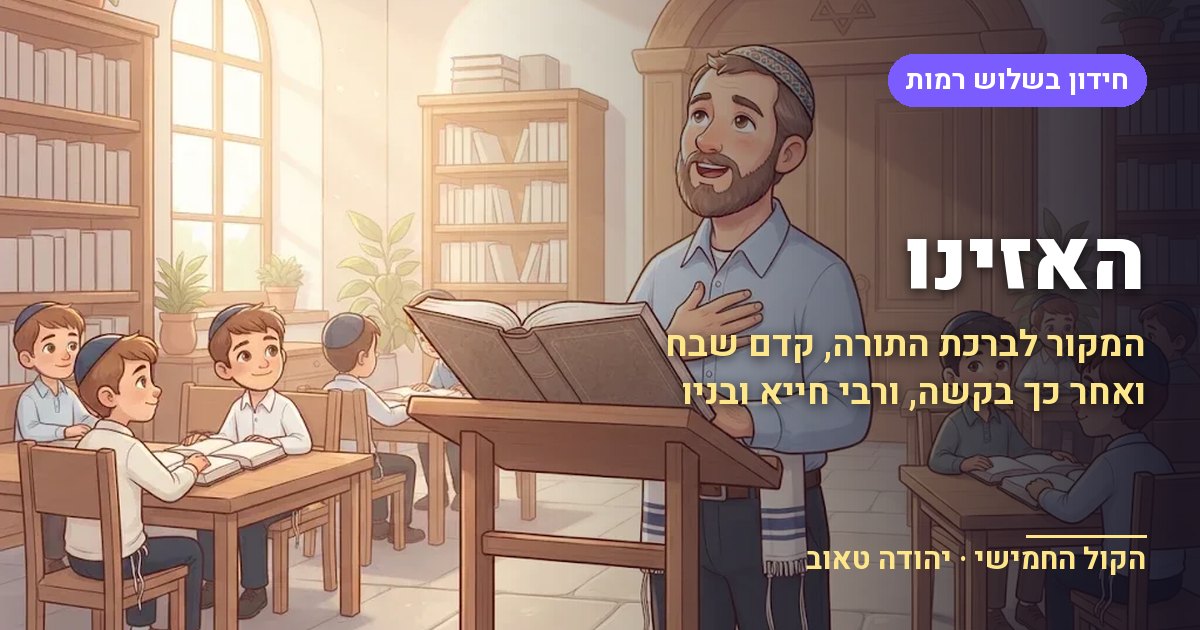 חידון בשלוש רמות
האזינו
המקור לברכת התורה, קדם שבח
ואחר כך בקשה, ורבי חייא ובניו
הקול החמישי · יהודה טאוב